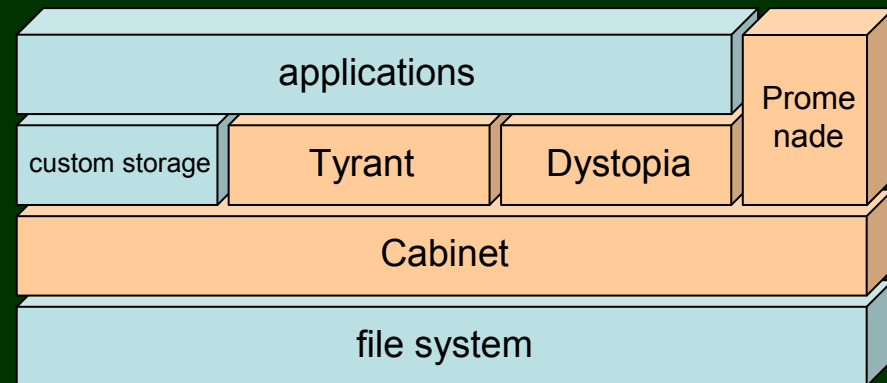 applications
Prome
nade
custom storage
Tyrant
Dystopia
Cabinet
file system